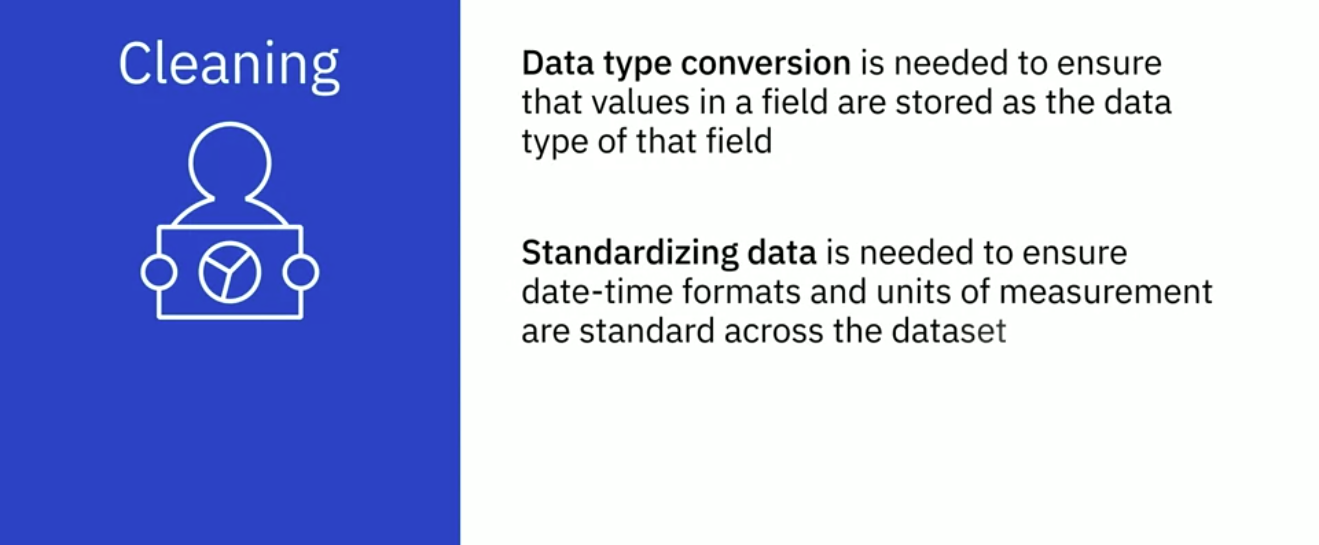 Cleaning
Data type conversion is needed to ensure
that values in a field are stored as the data
type of that field
Standardizing data is needed to ensure
date-time formats and units of measurement
are standard across the dataset